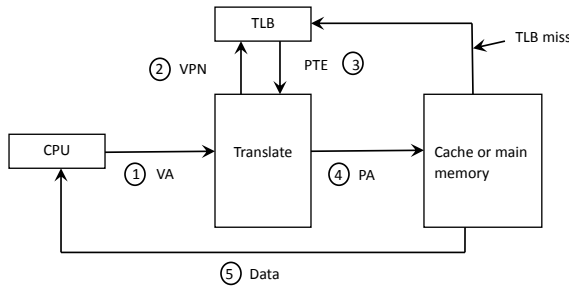 TLB
TLB miss
2 VPN
PTE 3
CPU
Translate
Cache or main
memory
1 VA
4 PA
5 Data